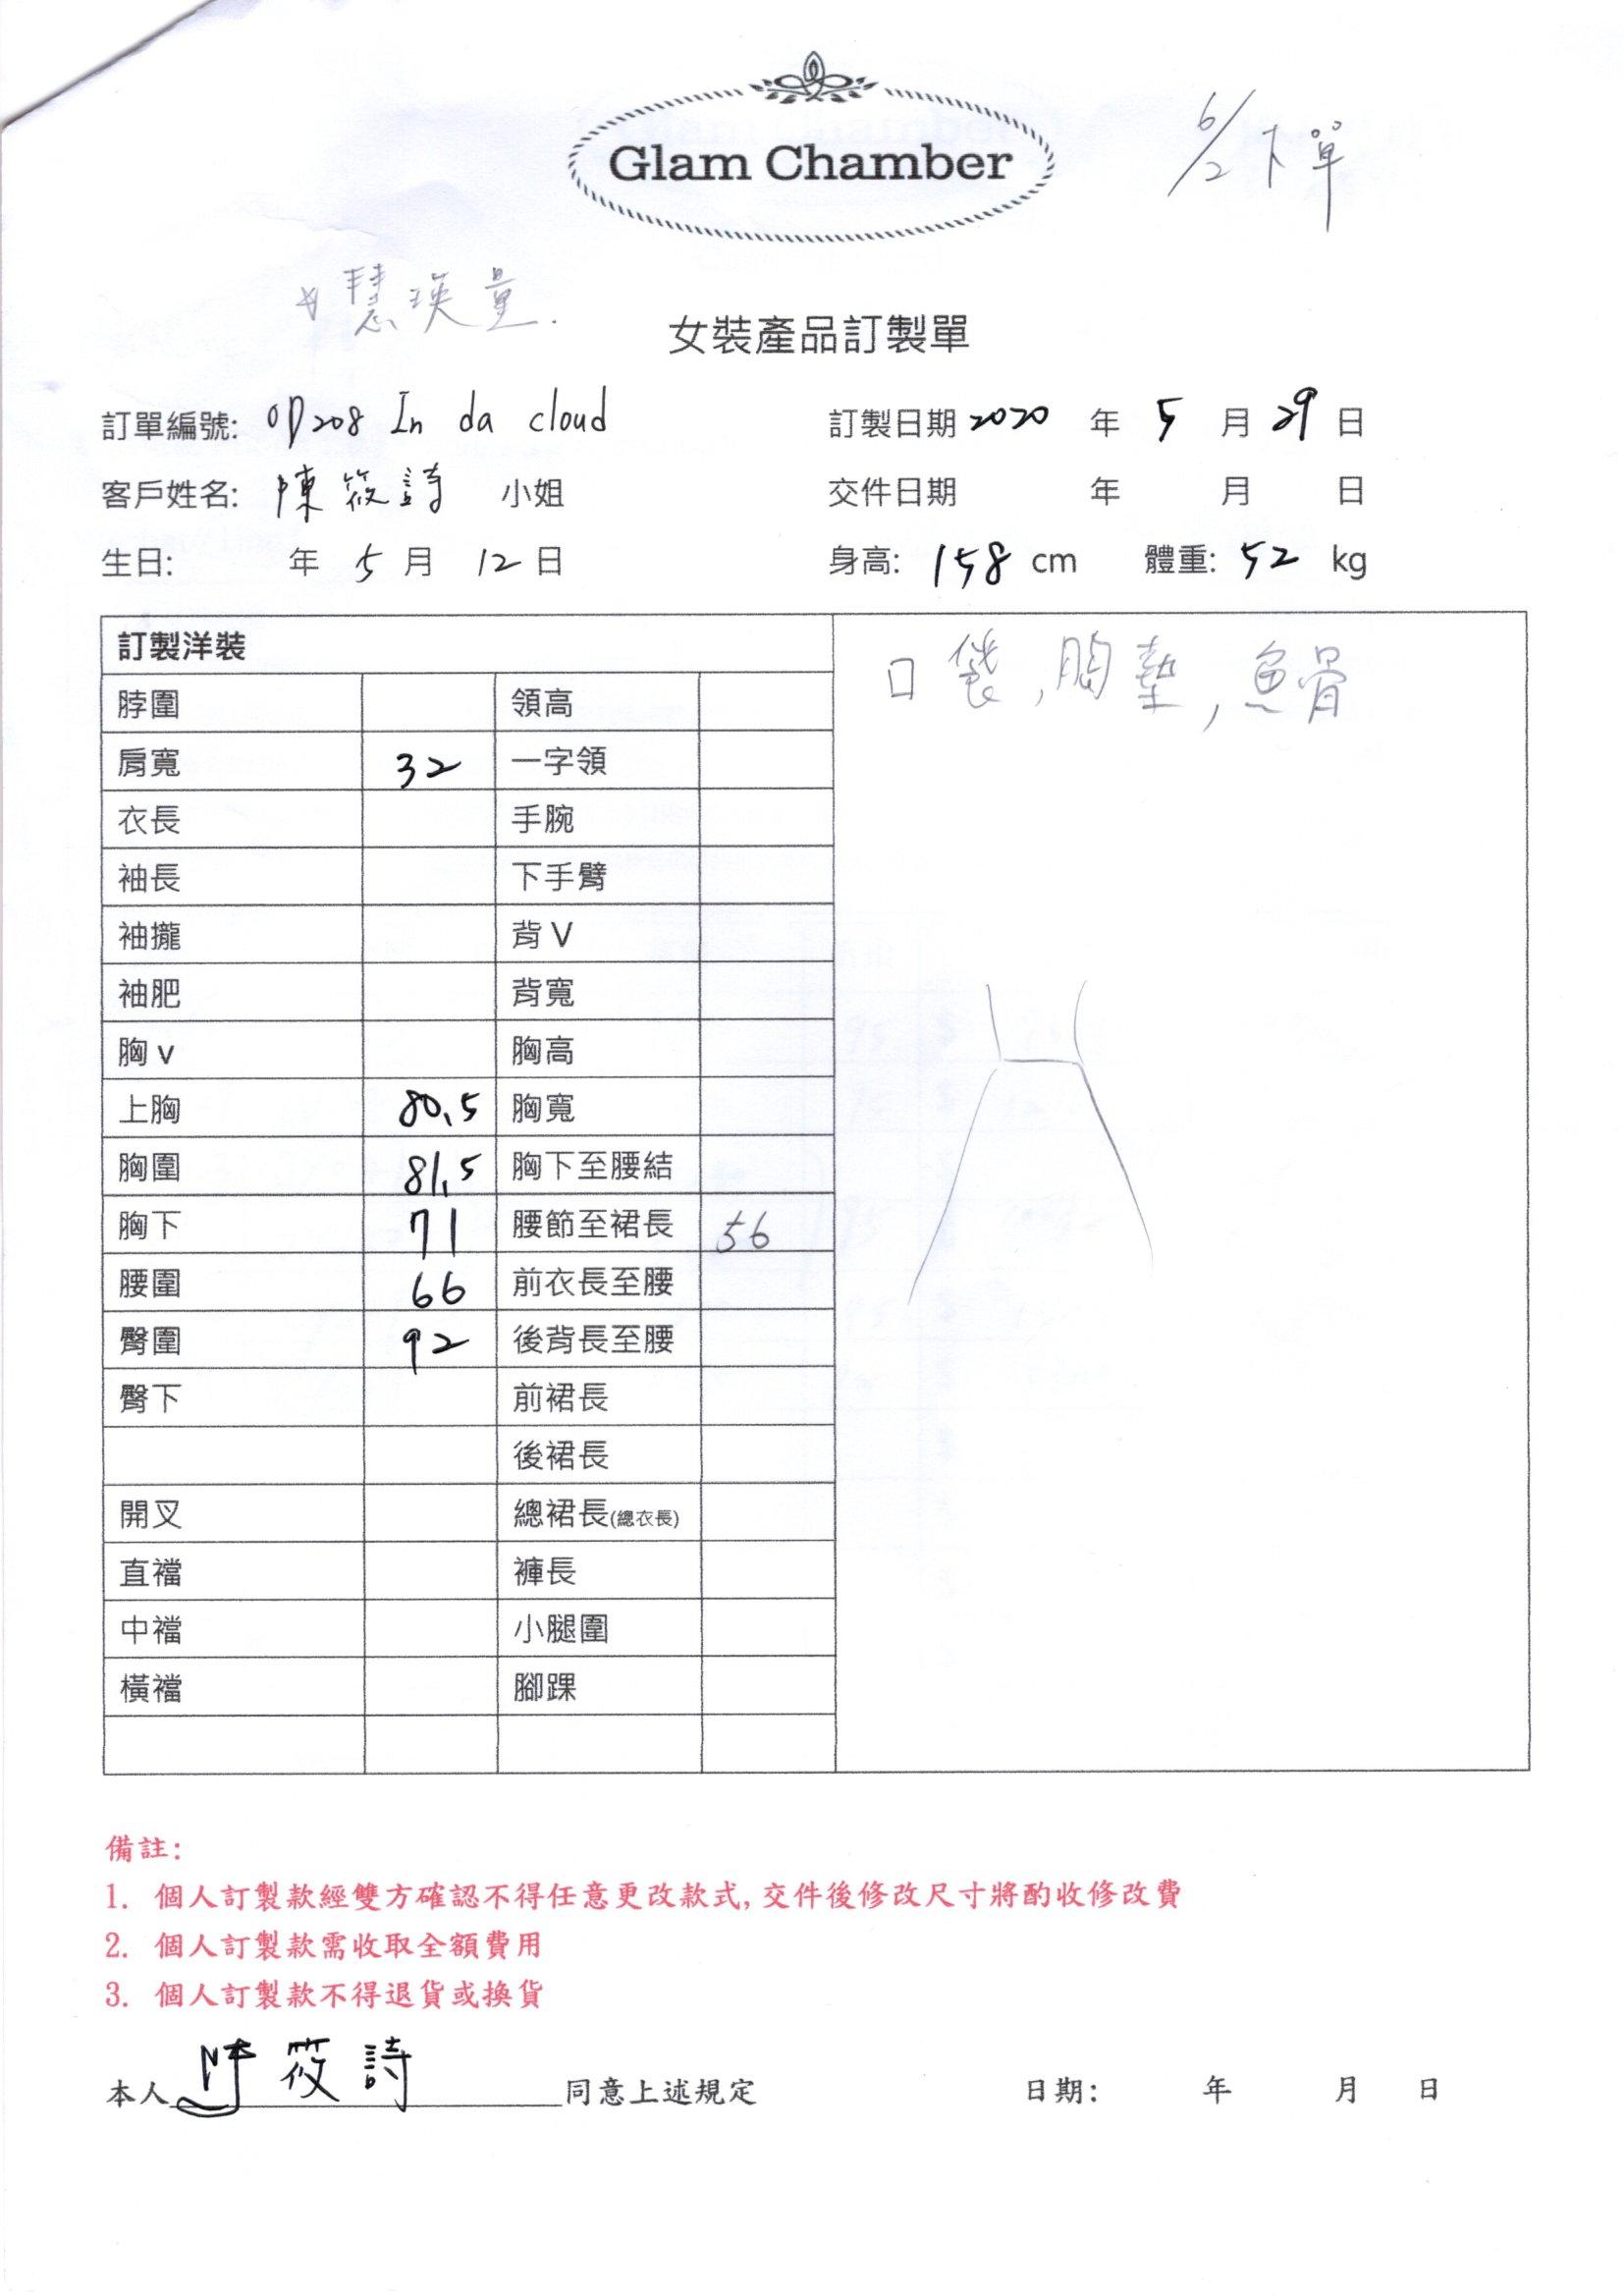 Glam Chamber
6/2 下單
慧瑛量.
女裝產品訂製單
訂單編號: OP208 In da cloud 訂製日期 2020 年 5 月 29 日
客戶姓名: 陳筱詩 小姐 交件日期 年 月 日
生日: 年 5 月 12 日 身高: 158 cm 體重: 52 kg
訂製洋裝
口袋, 胸墊, 魚骨
脖圍 領高
肩寬 32 一字領
衣長 手腕
袖長 下手臂
袖攏 背 V
袖肥 背寬
胸 v 胸高
上胸 80.5 胸寬
胸圍 81.5 胸下至腰結
胸下 71 腰節至裙長 56
腰圍 66 前衣長至腰
臀圍 92 後背長至腰
臀下 前裙長
後裙長
開叉 總裙長(總衣長)
直襠 褲長
中襠 小腿圍
橫襠 腳踝
備註:
1. 個人訂製款經雙方確認不得任意更改款式, 交件後修改尺寸將酌收修改費
2. 個人訂製款需收取全額費用
3. 個人訂製款不得退貨或換貨
本人 陳筱詩 同意上述規定 日期: 年 月 日